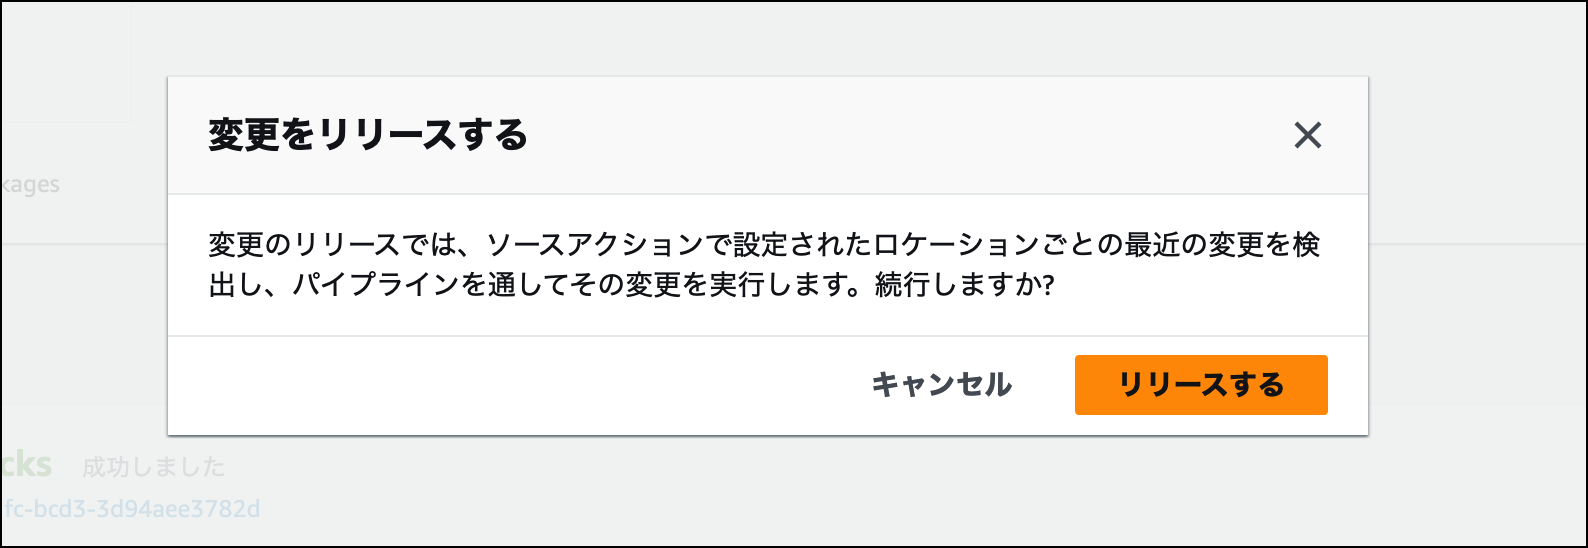 変更をリリースする
kages
変更のリリースでは、ソースアクションで設定されたロケーションごとの最近の変更を検
出し、パイプラインを通してその変更を実行します。続行しますか?
キャンセル リリースする
cks 成功しました
fc-bcd3-3d94aee3782d